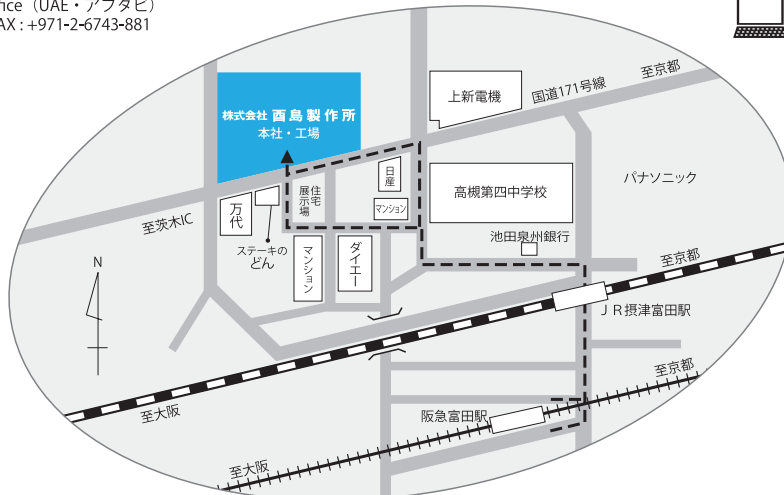 ffice（UAE・アブダビ）
AX : +971-2-6743-881
上新電機
国道171号線
至京都
株式会社 酉島製作所
本社・工場
日産
マンション
高槻第四中学校
パナソニック
至茨木IC
万代
ステーキの
どん
住宅
展示場
マンション
ダイエー
池田泉州銀行
至京都
N
ＪＲ摂津富田駅
至大阪
至京都
阪急富田駅
至大阪